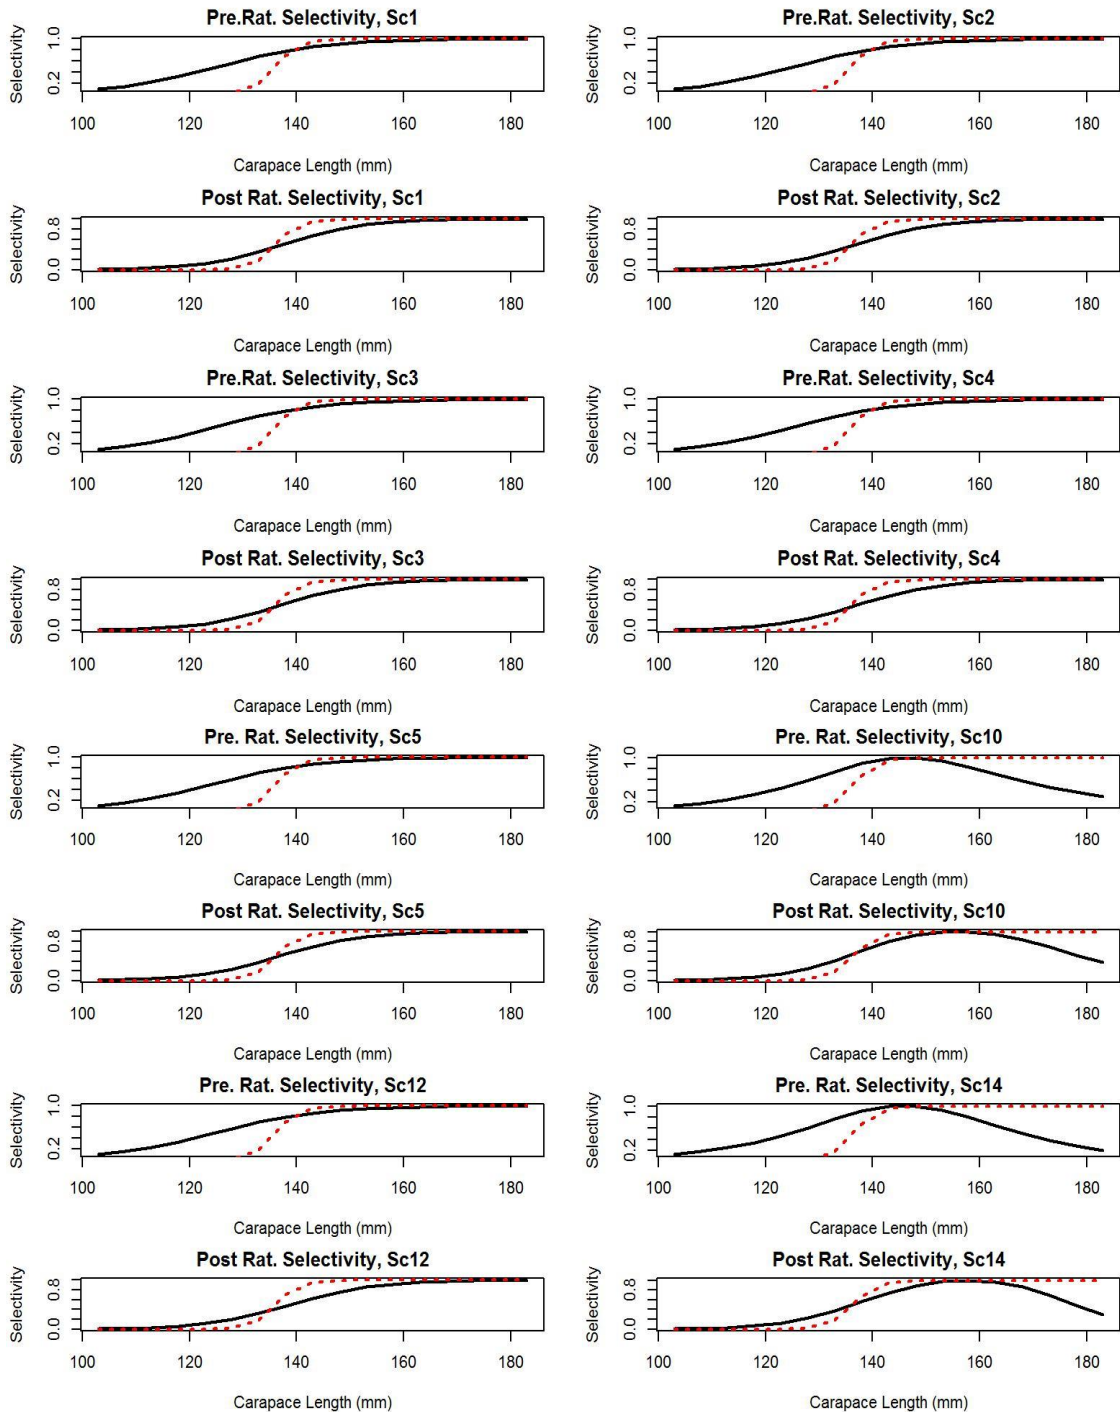 Pre.Rat. Selectivity, Sc1
Selectivity
0.2 1.0
100 120 140 160 180
Carapace Length (mm)
Pre.Rat. Selectivity, Sc2
Selectivity
0.2 1.0
100 120 140 160 180
Carapace Length (mm)
Post Rat. Selectivity, Sc1
Selectivity
0.0 0.8
100 120 140 160 180
Carapace Length (mm)
Post Rat. Selectivity, Sc2
Selectivity
0.0 0.8
100 120 140 160 180
Carapace Length (mm)
Pre.Rat. Selectivity, Sc3
Selectivity
0.2 1.0
100 120 140 160 180
Carapace Length (mm)
Pre.Rat. Selectivity, Sc4
Selectivity
0.2 1.0
100 120 140 160 180
Carapace Length (mm)
Post Rat. Selectivity, Sc3
Selectivity
0.0 0.8
100 120 140 160 180
Carapace Length (mm)
Post Rat. Selectivity, Sc4
Selectivity
0.0 0.8
100 120 140 160 180
Carapace Length (mm)
Pre. Rat. Selectivity, Sc5
Selectivity
0.2 1.0
100 120 140 160 180
Carapace Length (mm)
Pre. Rat. Selectivity, Sc10
Selectivity
0.2 1.0
100 120 140 160 180
Carapace Length (mm)
Post Rat. Selectivity, Sc5
Selectivity
0.0 0.8
100 120 140 160 180
Carapace Length (mm)
Post Rat. Selectivity, Sc10
Selectivity
0.0 0.8
100 120 140 160 180
Carapace Length (mm)
Pre. Rat. Selectivity, Sc12
Selectivity
0.2 1.0
100 120 140 160 180
Carapace Length (mm)
Pre. Rat. Selectivity, Sc14
Selectivity
0.2 1.0
100 120 140 160 180
Carapace Length (mm)
Post Rat. Selectivity, Sc12
Selectivity
0.0 0.8
100 120 140 160 180
Carapace Length (mm)
Post Rat. Selectivity, Sc14
Selectivity
0.0 0.8
100 120 140 160 180
Carapace Length (mm)